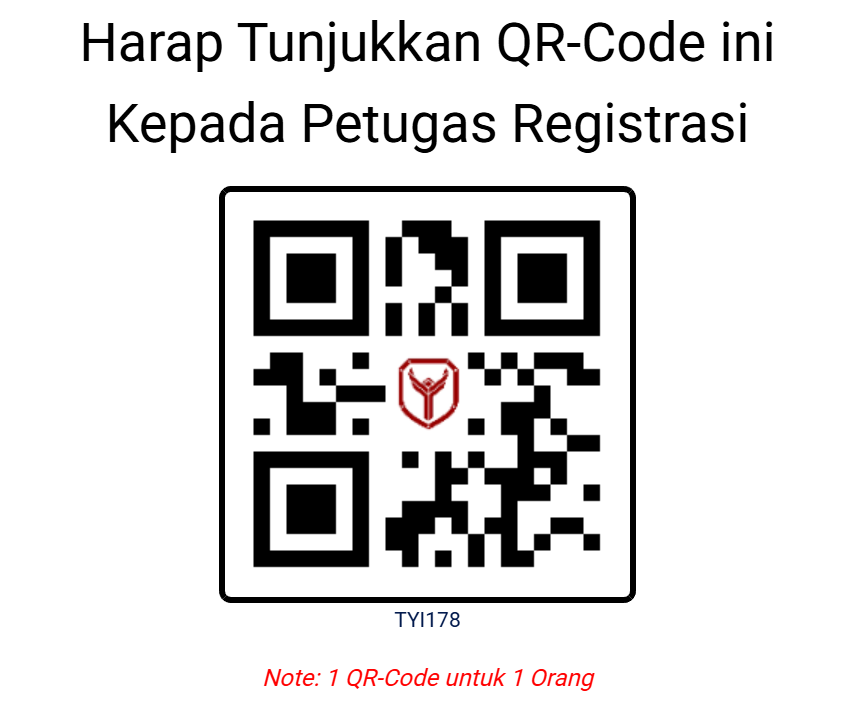 Harap Tunjukkan QR-Code ini
Kepada Petugas Registrasi
TYI178
Note: 1 QR-Code untuk 1 Orang